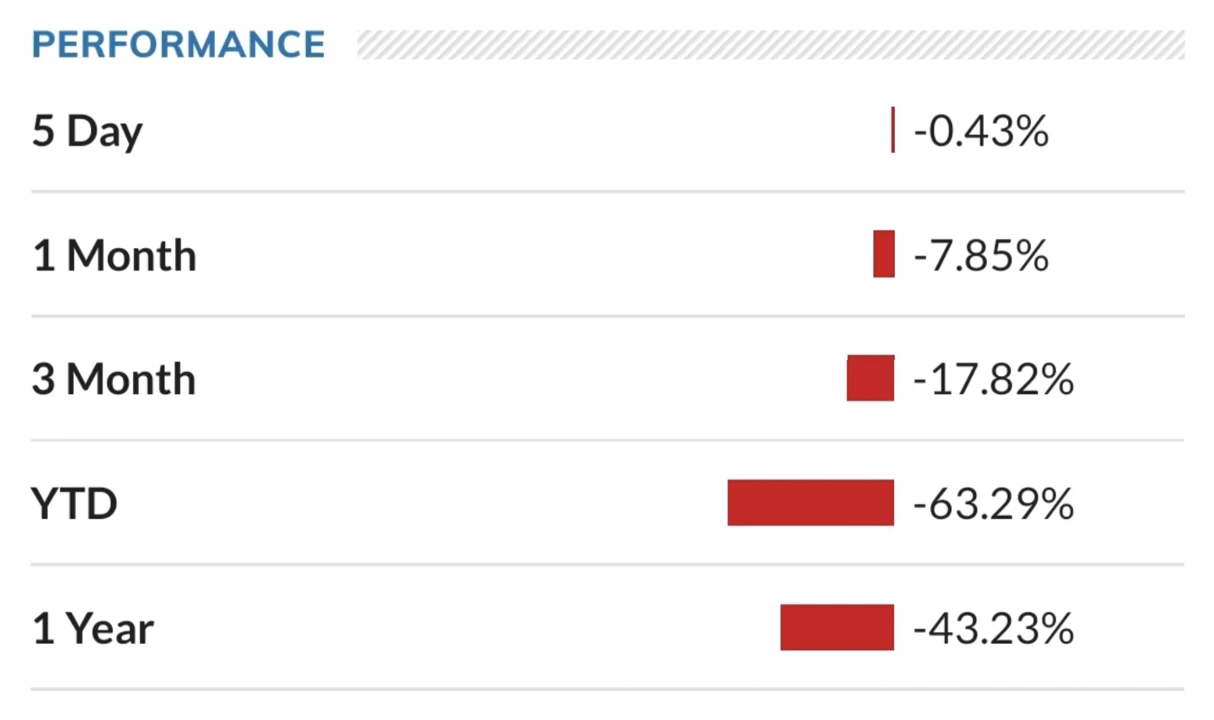 PERFORMANCE
5 Day -0.43%
1 Month -7.85%
3 Month -17.82%
YTD -63.29%
1 Year -43.23%